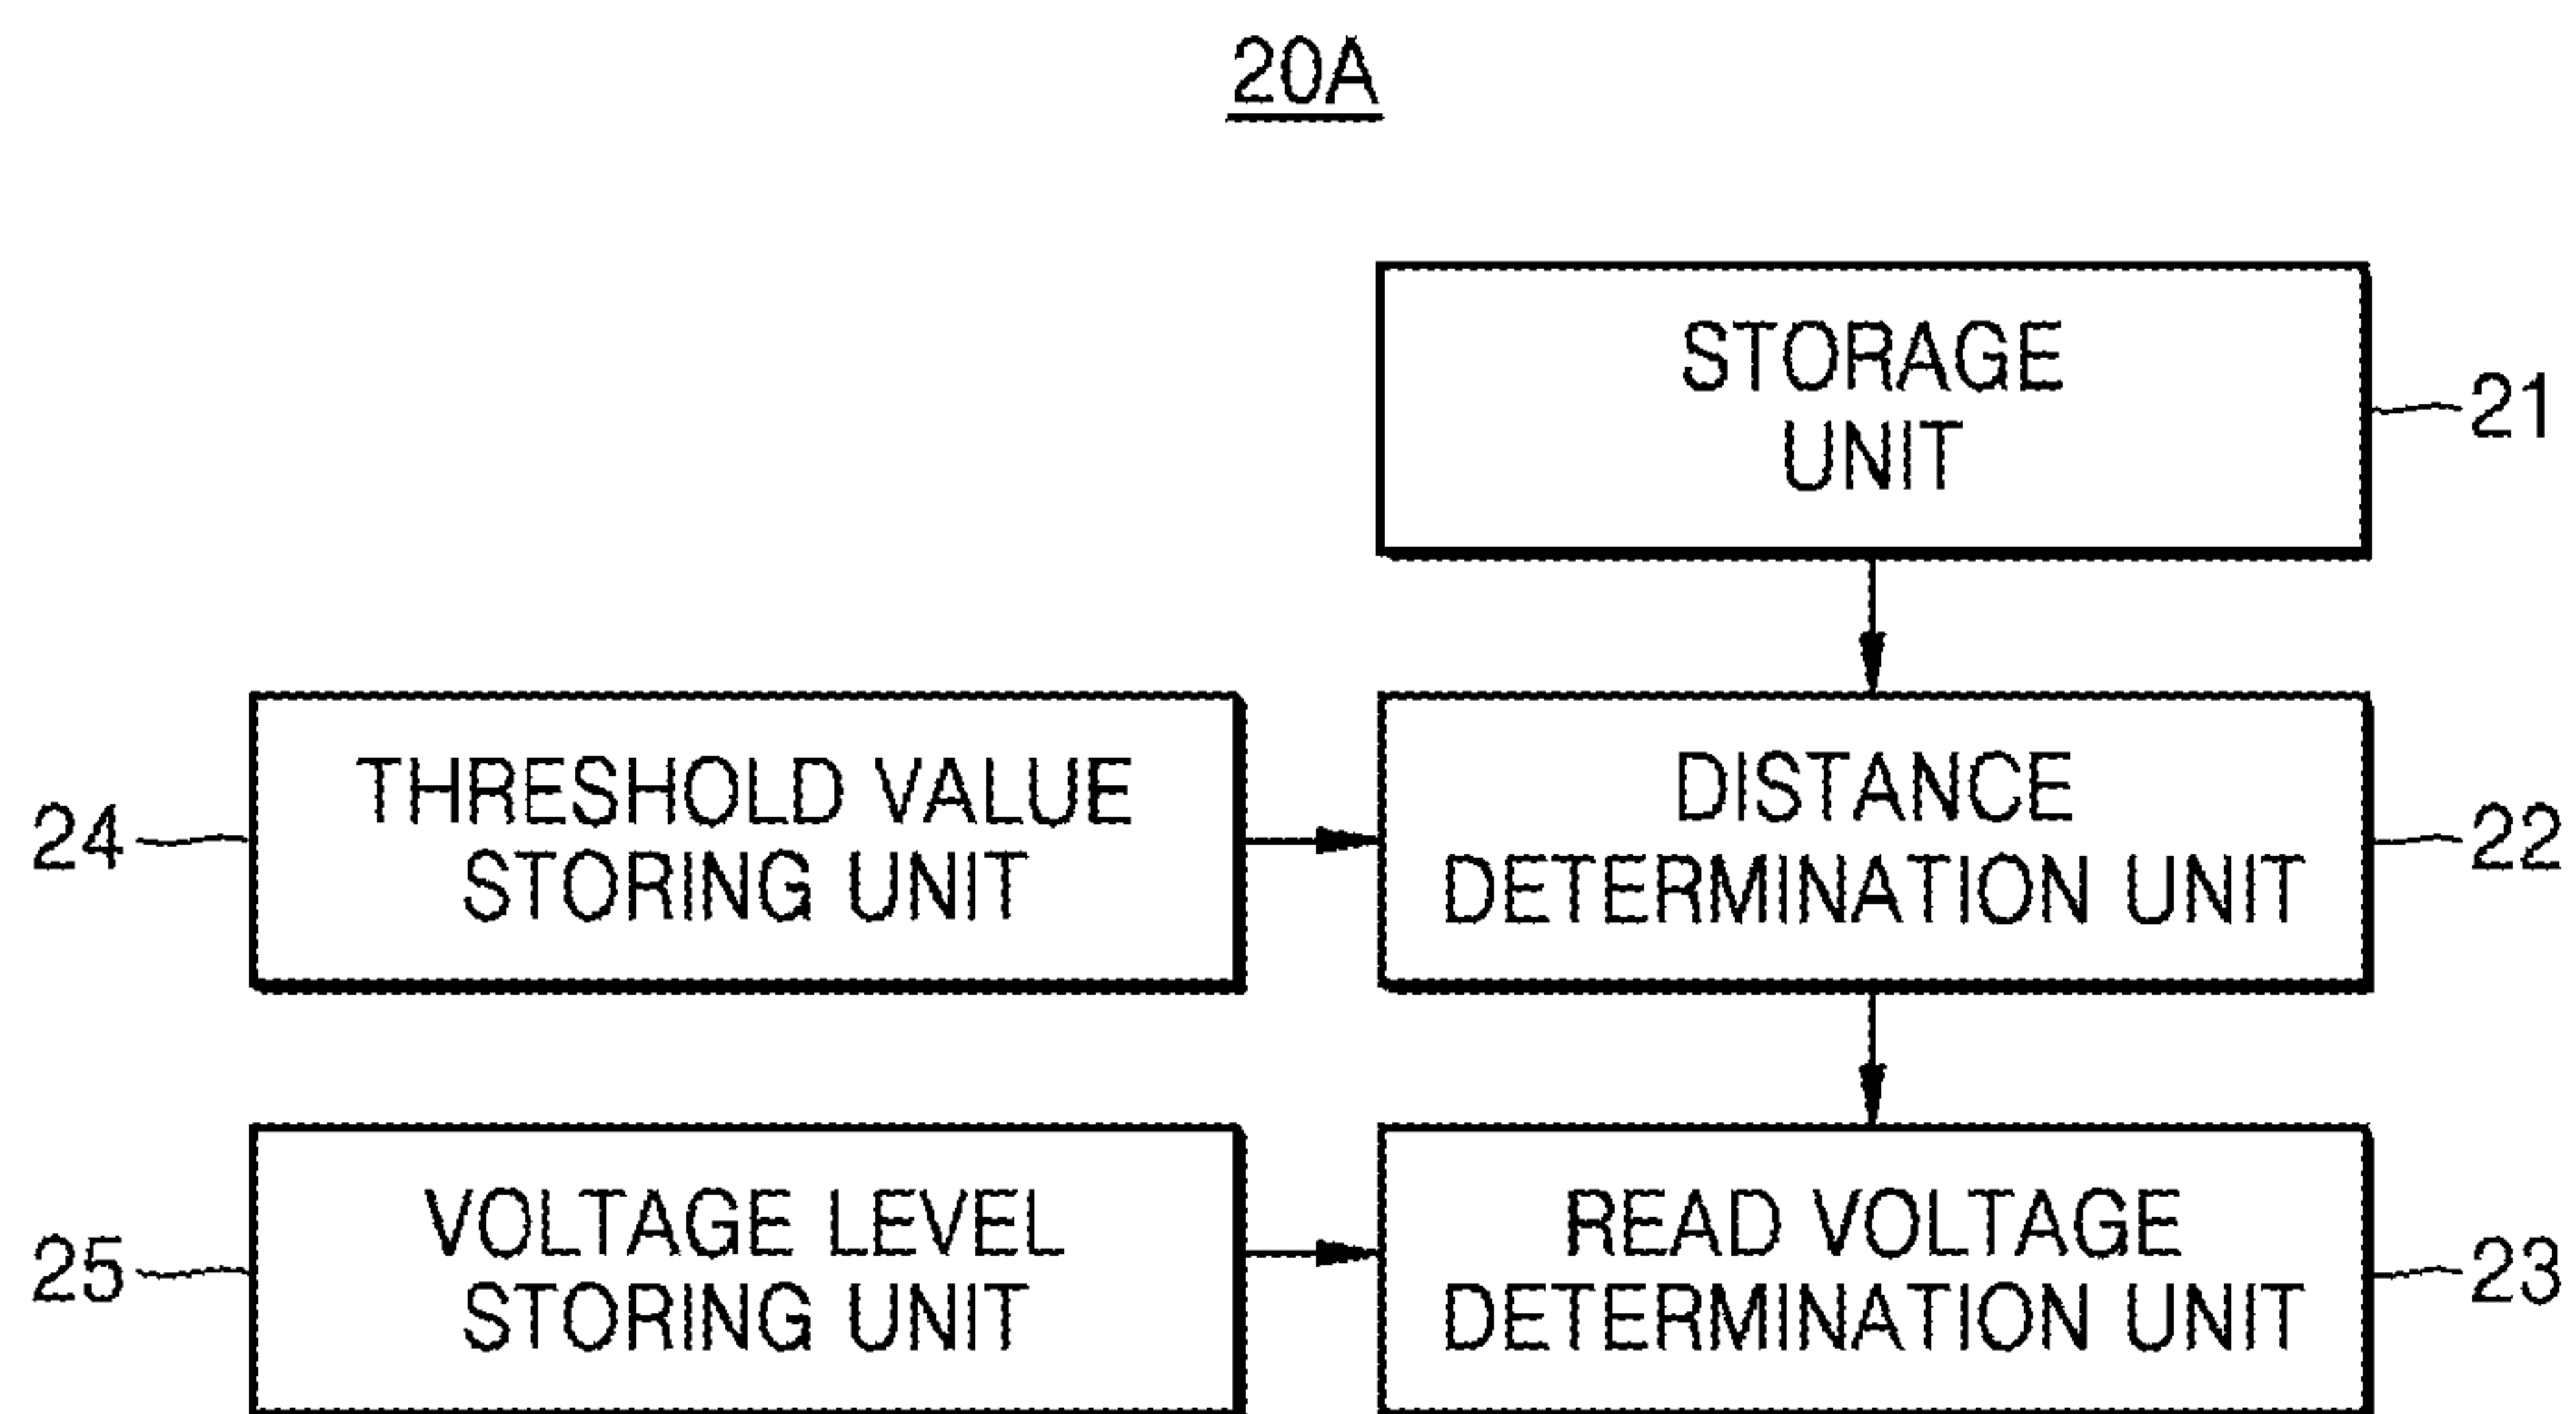 20A
STORAGE
UNIT
21
24
THRESHOLD VALUE
STORING UNIT
DISTANCE
DETERMINATION UNIT
22
25
VOLTAGE LEVEL
STORING UNIT
READ VOLTAGE
DETERMINATION UNIT
23